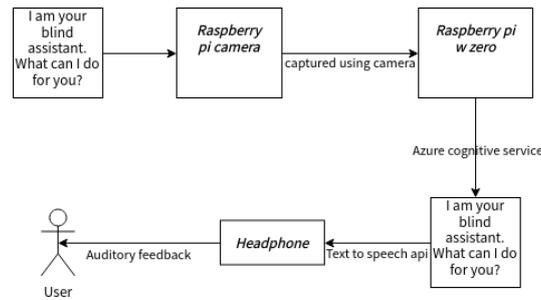 I am your
blind
assistant.
What can I do
for you?
Raspberry
pi camera
captured using camera
Raspberry pi
w zero
Azure cognitive service
I am your
blind
assistant.
What can I do
for you?
Text to speech api
Headphone
Auditory feedback
User